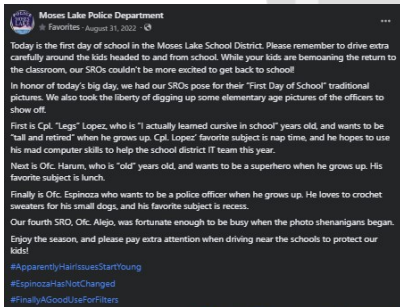 Moses Lake Police Department
Favorites · August 31, 2022 ·
Today is the first day of school in the Moses Lake School District. Please remember to drive extra
carefully around the kids headed to and from school. While your kids are bemoaning the return to
the classroom, our SROs couldn't be more excited to get back to school!
In honor of today's big day, we had our SROs pose for their "First Day of School" traditional
pictures. We also took the liberty of digging up some elementary age pictures of the officers to
show off.
First is Cpl. "Legs" Lopez, who is "I actually learned cursive in school" years old, and wants to be
"tall and retired" when he grows up. Cpl. Lopez' favorite subject is nap time, and he hopes to use
his mad computer skills to help the school district IT team this year.
Next is Ofc. Harum, who is "old" years old, and wants to be a superhero when he grows up. His
favorite subject is lunch.
Finally is Ofc. Espinoza who wants to be a police officer when he grows up. He loves to crochet
sweaters for his small dogs, and his favorite subject is recess.
Our fourth SRO, Ofc. Alejo, was fortunate enough to be busy when the photo shenanigans began.
Enjoy the season, and please pay extra attention when driving near the schools to protect our
kids!
#ApparentlyHairIssuesStartYoung
#EspinozaHasNotChanged
#FinallyAGoodUseForFilters